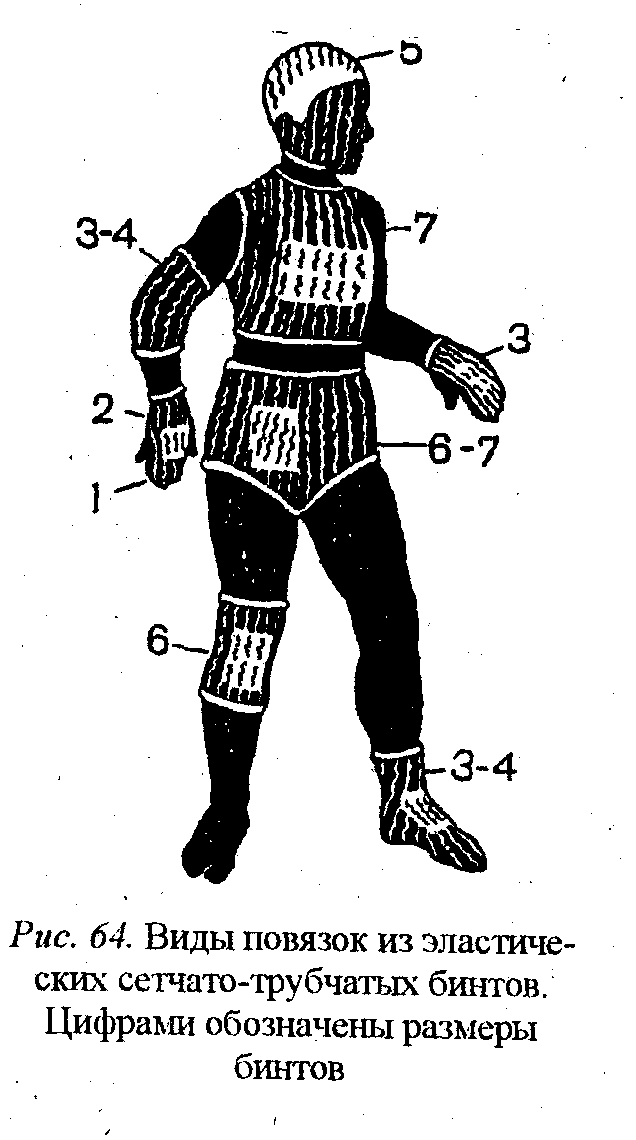 5
3-4
7
3
2
6-7
1
6
3-4
Рис. 64. Виды повязок из эластиче-
ских сетчато-трубчатых бинтов.
Цифрами обозначены размеры
бинтов